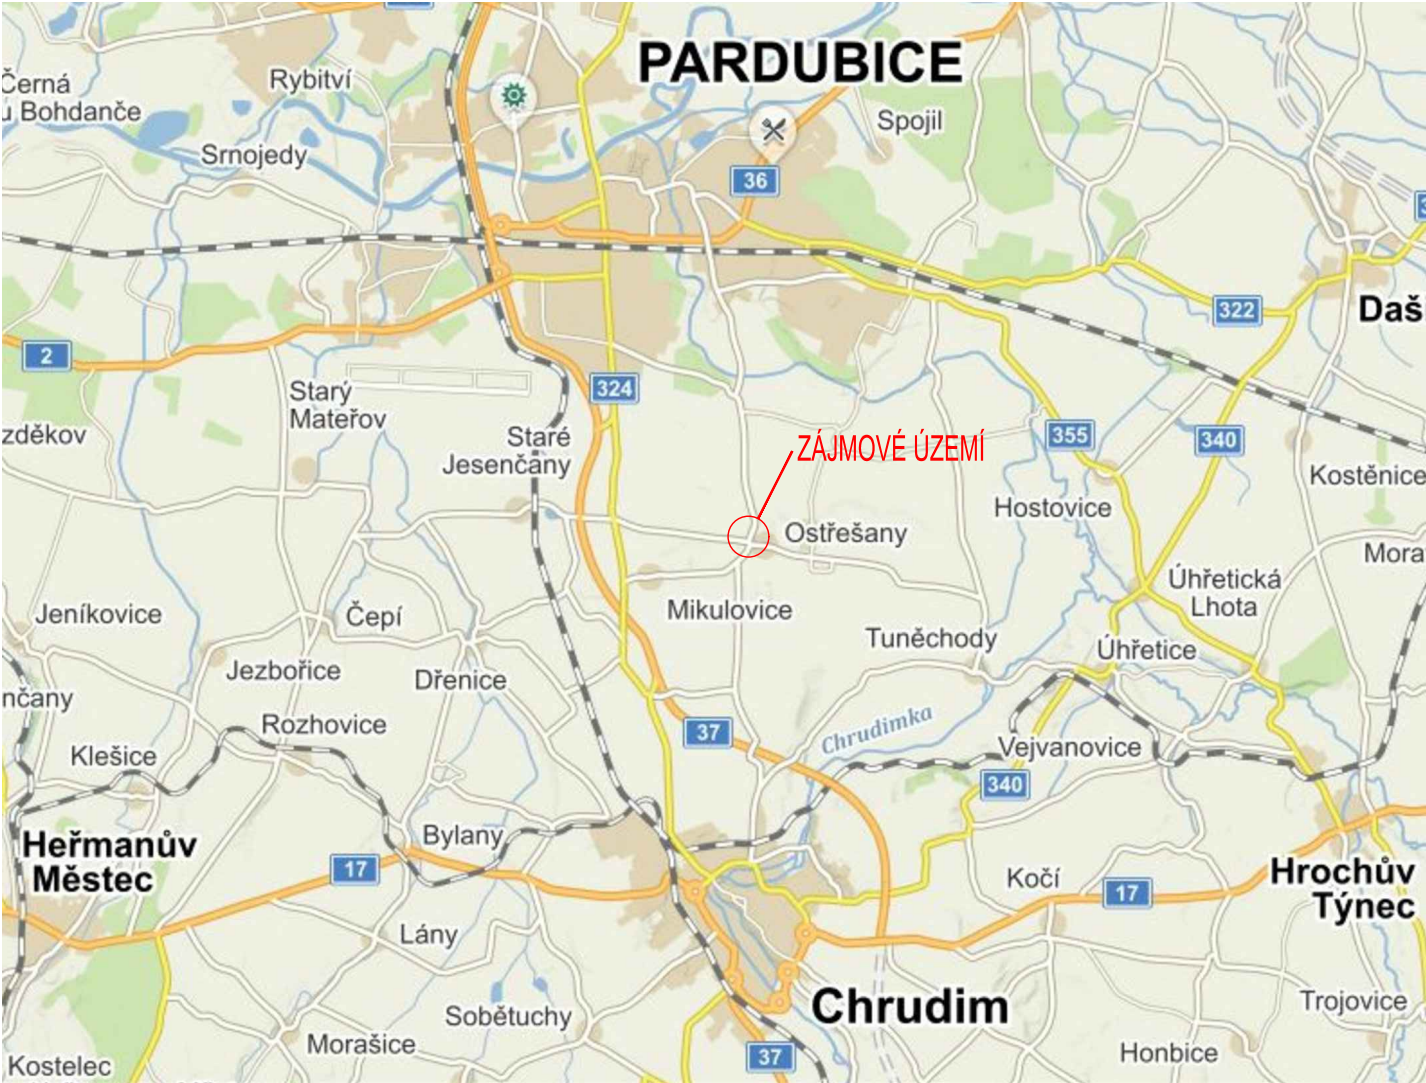 PARDUBICE
Rybitví
Černá
u Bohdanče
Spojil
Srnojedy
36
322
Daš
2
324
Starý
Mateřov
zděkov
Staré
Jesenčany
ZÁJMOVÉ ÚZEMÍ
355
340
Kostěnice
Hostovice
Ostřešany
Mora
Úhřetická
Lhota
Jeníkovice
Čepí
Mikulovice
Tuněchody
Úhřetice
Jezbořice
Dřenice
nčany
Rozhovice
Chrudimka
37
Klešice
Vejvanovice
340
Bylany
Heřmanův
Městec
17
Kočí
17
Hrochův
Týnec
Lány
Chrudim
Trojovice
Sobětuchy
Morašice
37
Honbice
Kostelec